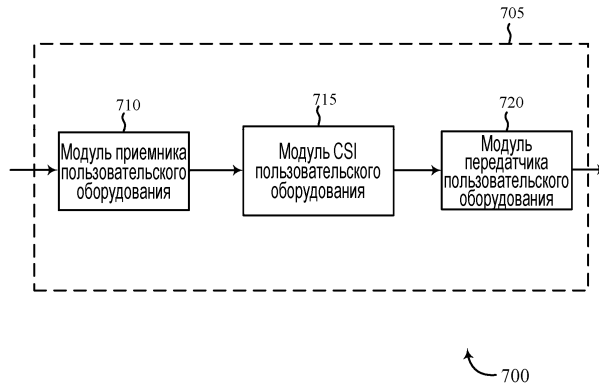 705
710
715
720
Модуль приемника
пользовательского
оборудования
Модуль CSI
пользовательского
оборудования
Модуль
передатчика
пользовательского
оборудования
700